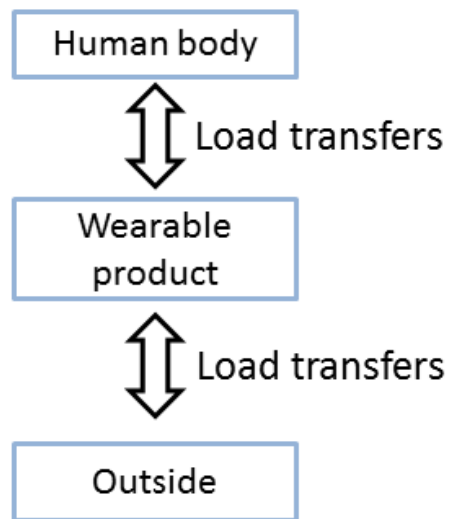 Human body
Load transfers
Wearable
product
Load transfers
Outside